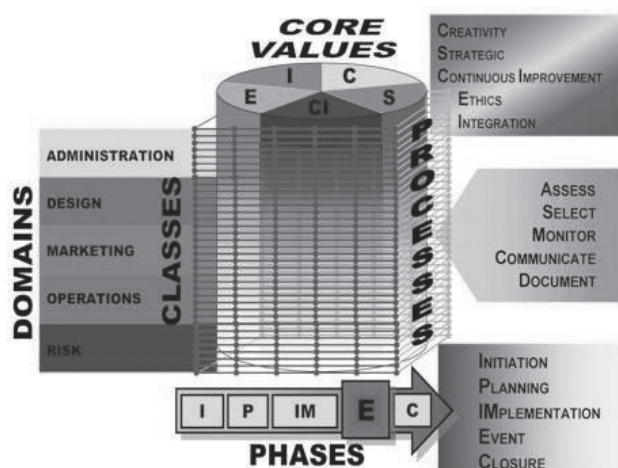 CORE
VALUES
I C
E S
CI
CREATIVITY
STRATEGIC
CONTINUOUS IMPROVEMENT
ETHICS
INTEGRATION
DOMAINS
ADMINISTRATION
DESIGN
MARKETING
OPERATIONS
RISK
CLASSES
PROCESSES
ASSESS
SELECT
MONITOR
COMMUNICATE
DOCUMENT
I P IM E C
PHASES
INITIATION
PLANNING
IMPLEMENTATION
EVENT
CLOSURE